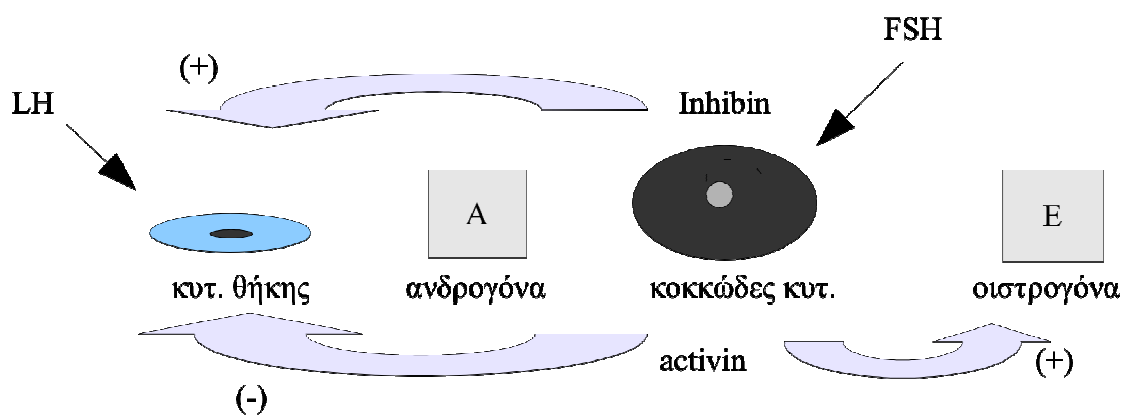 FSH
(+)
LH
Inhibin
A
E
κυτ. θήκης
ανδρογόνα
κοκκώδες κυτ.
οιστρογόνα
activin
(+)
(-)